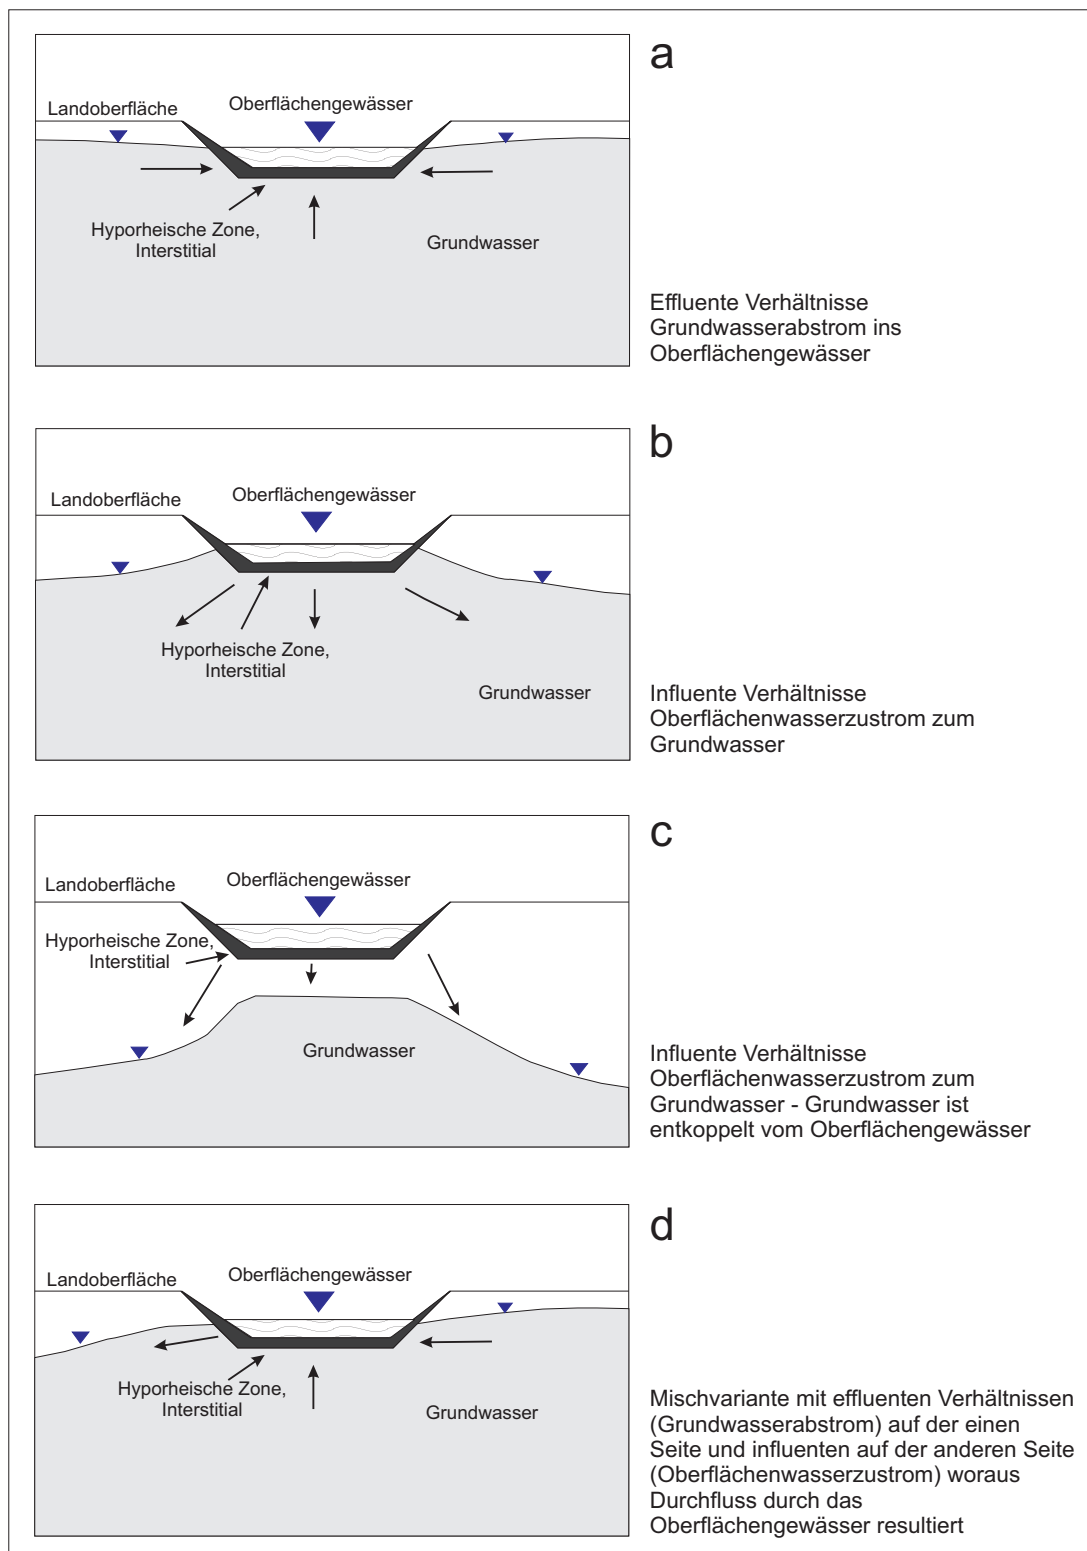 a
Landoberfläche
Oberflächengewässer
Hyporheische Zone,
Interstitial
Grundwasser
Effluente Verhältnisse
Grundwasserabstrom ins
Oberflächengewässer
b
Landoberfläche
Oberflächengewässer
Hyporheische Zone,
Interstitial
Grundwasser
Influente Verhältnisse
Oberflächenwasserzustrom zum
Grundwasser
c
Landoberfläche
Oberflächengewässer
Hyporheische Zone,
Interstitial
Grundwasser
Influente Verhältnisse
Oberflächenwasserzustrom zum
Grundwasser - Grundwasser ist
entkoppelt vom Oberflächengewässer
d
Landoberfläche
Oberflächengewässer
Hyporheische Zone,
Interstitial
Grundwasser
Mischvariante mit effluenten Verhältnissen
(Grundwasserabstrom) auf der einen
Seite und influenten auf der anderen Seite
(Oberflächenwasserzustrom) woraus
Durchfluss durch das
Oberflächengewässer resultiert